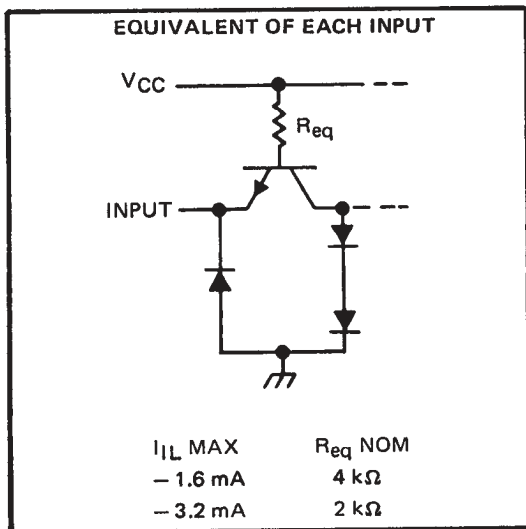 EQUIVALENT OF EACH INPUT
VCC
Req
INPUT
IIL MAX Req NOM
– 1.6 mA 4 kΩ
– 3.2 mA 2 kΩ